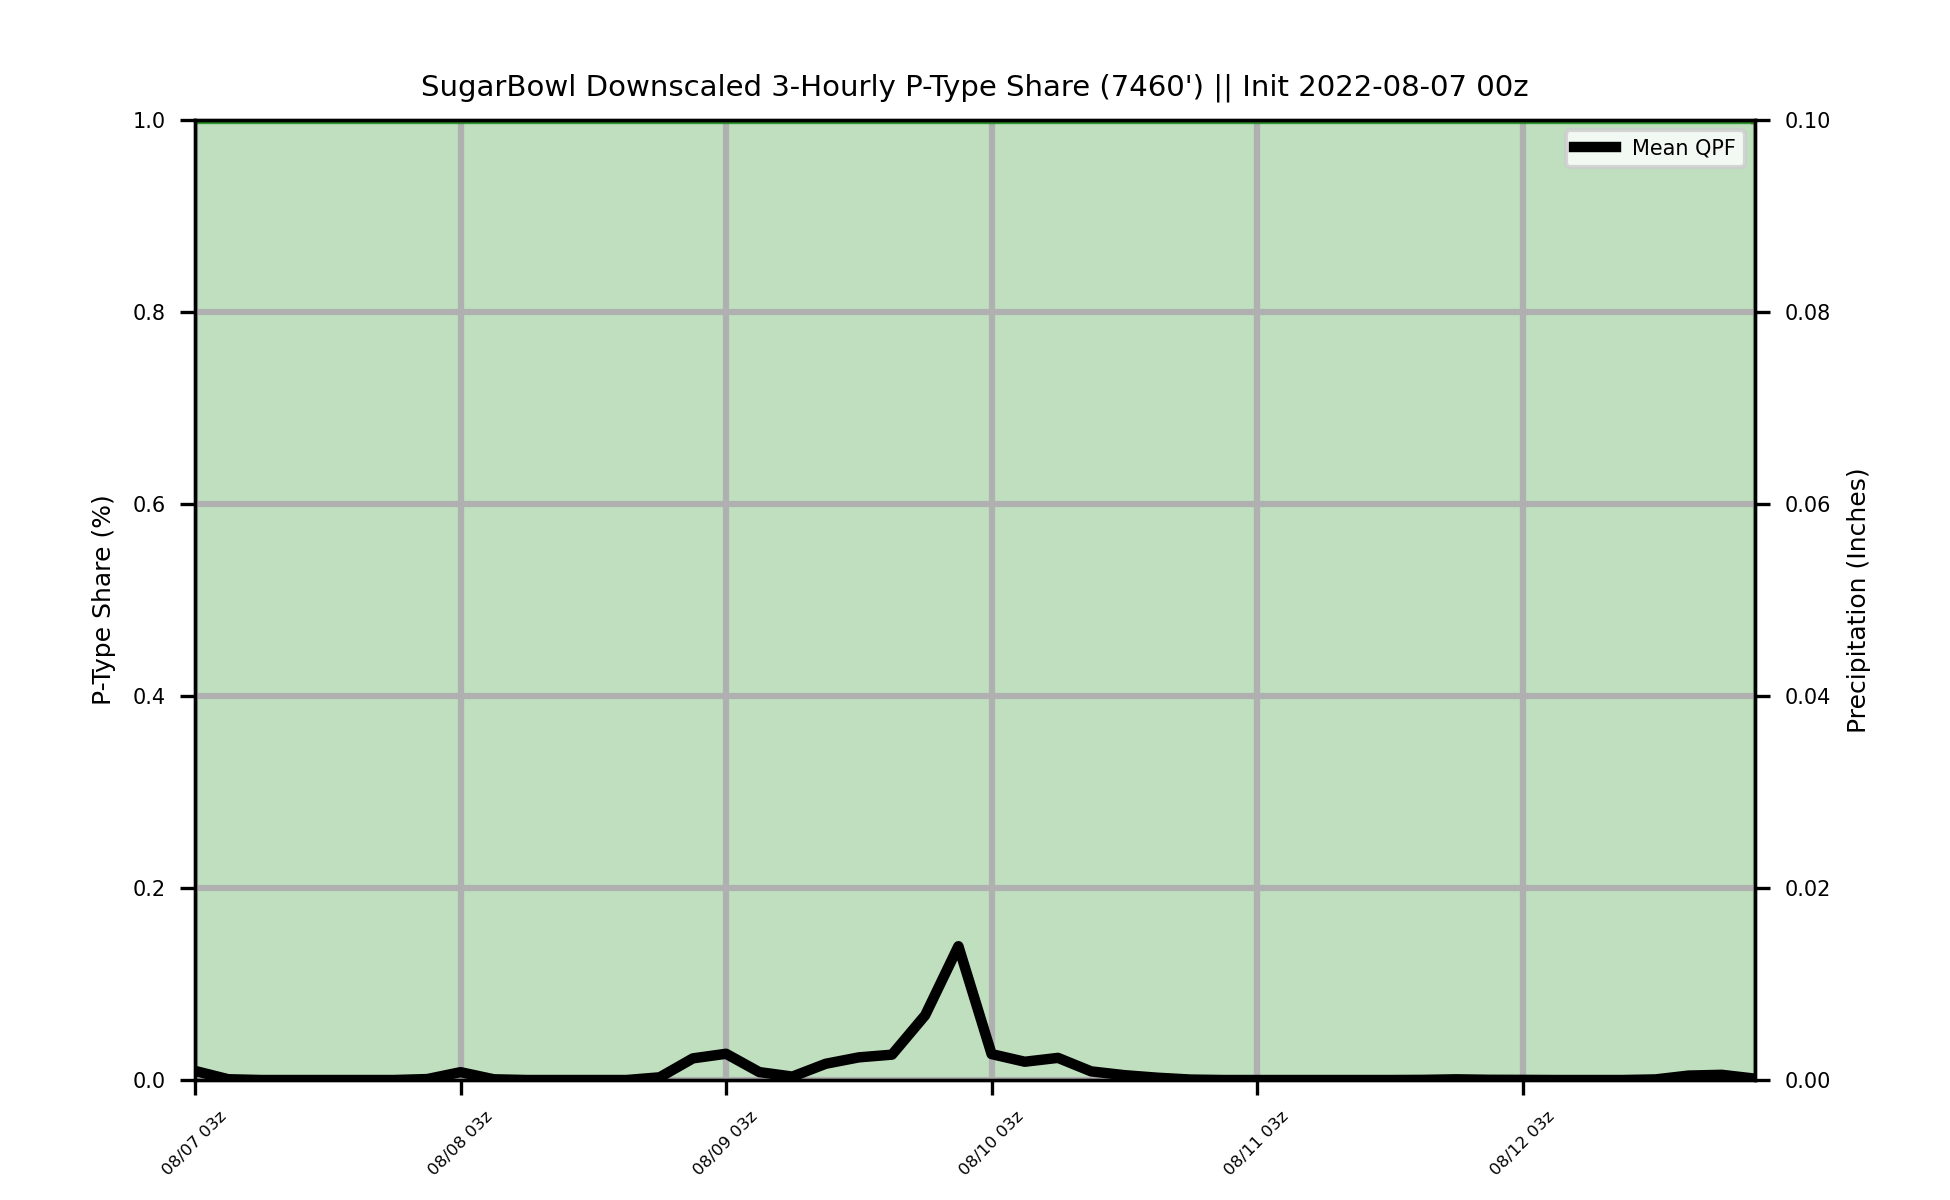 SugarBowl Downscaled 3-Hourly P-Type Share (7460') || Init 2022-08-07 00z
Mean QPF
P-Type Share (%)
1.0
0.8
0.6
0.4
0.2
0.0
0.10
0.08
0.06
0.04
0.02
0.00
Precipitation (Inches)
08/07 03z
08/08 03z
08/09 03z
08/10 03z
08/11 03z
08/12 03z